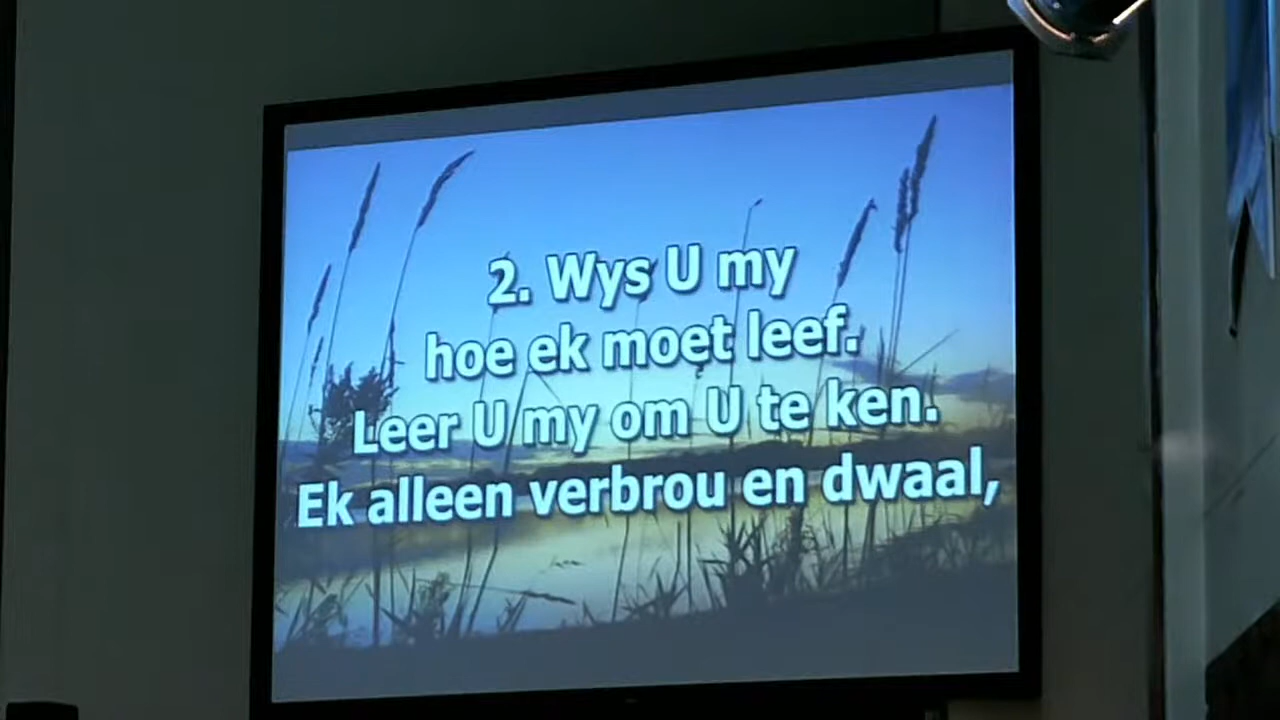 2. Wys U my
hoe ek moet leef.
Leer U my om U te ken.
Ek alleen verbrou en dwaal,